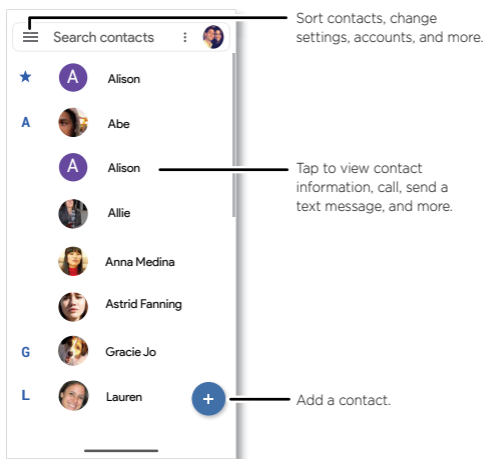 Sort contacts, change
settings, accounts, and more.
Search contacts
A Alison
A Abe
A Alison
Tap to view contact
information, call, send a
text message, and more.
Allie
Anna Medina
Astrid Fanning
G Gracie Jo
L Lauren
+
Add a contact.